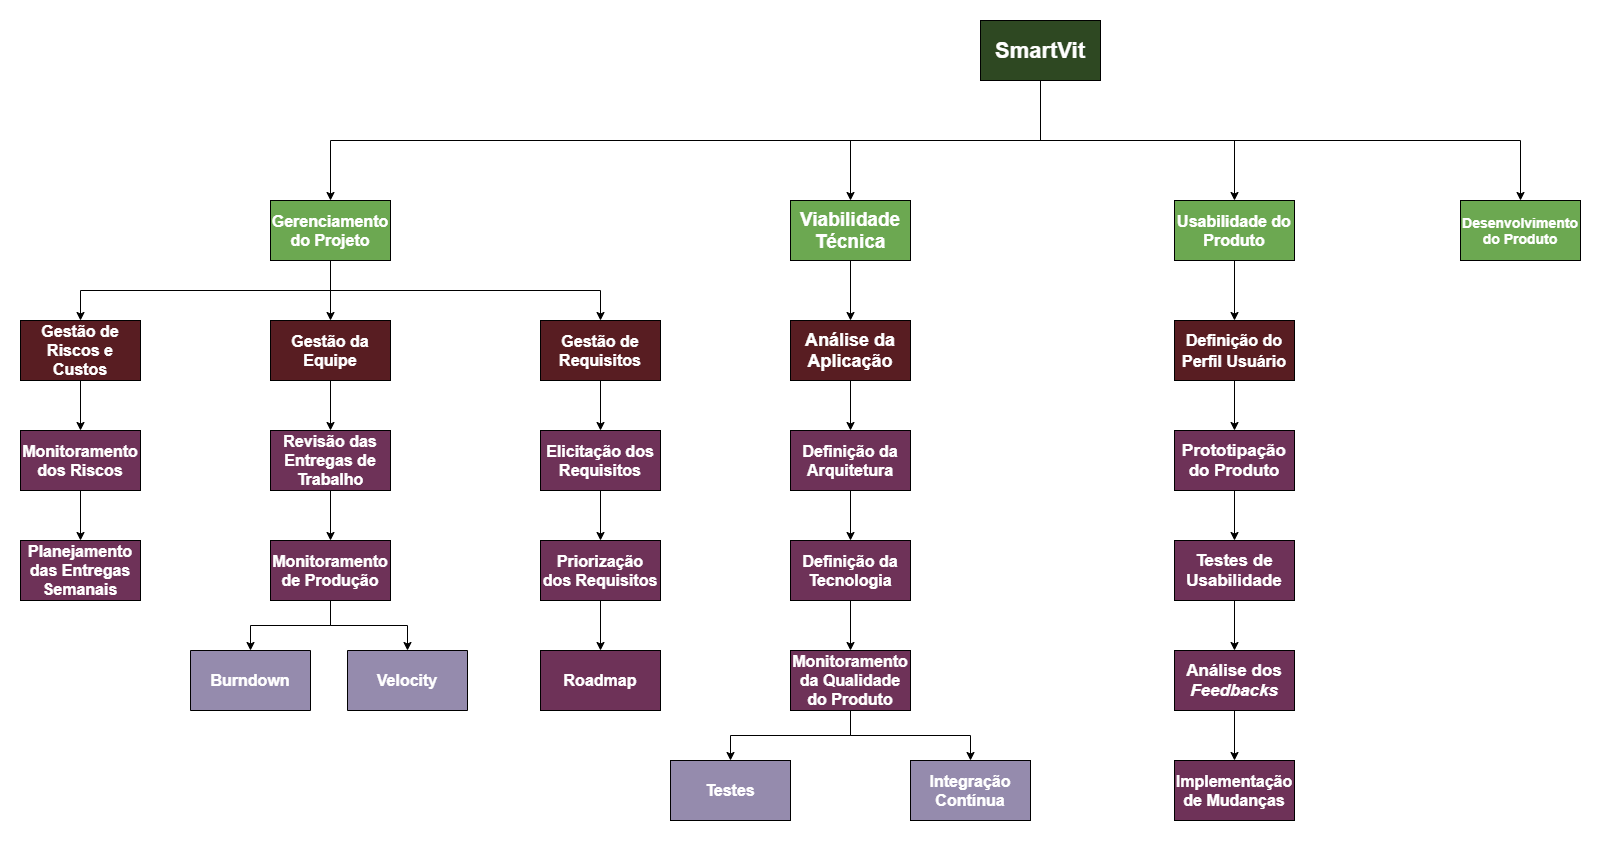 SmartVit
Gerenciamento
do Projeto
Viabilidade
Técnica
Usabilidade do
Produto
Desenvolvimento
do Produto
Gestão de
Riscos e
Custos
Gestão da
Equipe
Gestão de
Requisitos
Análise da
Aplicação
Definição do
Perfil Usuário
Monitoramento
dos Riscos
Revisão das
Entregas de
Trabalho
Elicitação dos
Requisitos
Definição da
Arquitetura
Prototipação
do Produto
Planejamento
das Entregas
Semanais
Monitoramento
de Produção
Priorização
dos Requisitos
Definição da
Tecnologia
Testes de
Usabilidade
Burndown
Velocity
Roadmap
Monitoramento
da Qualidade
do Produto
Análise dos
Feedbacks
Testes
Integração
Contínua
Implementação
de Mudanças